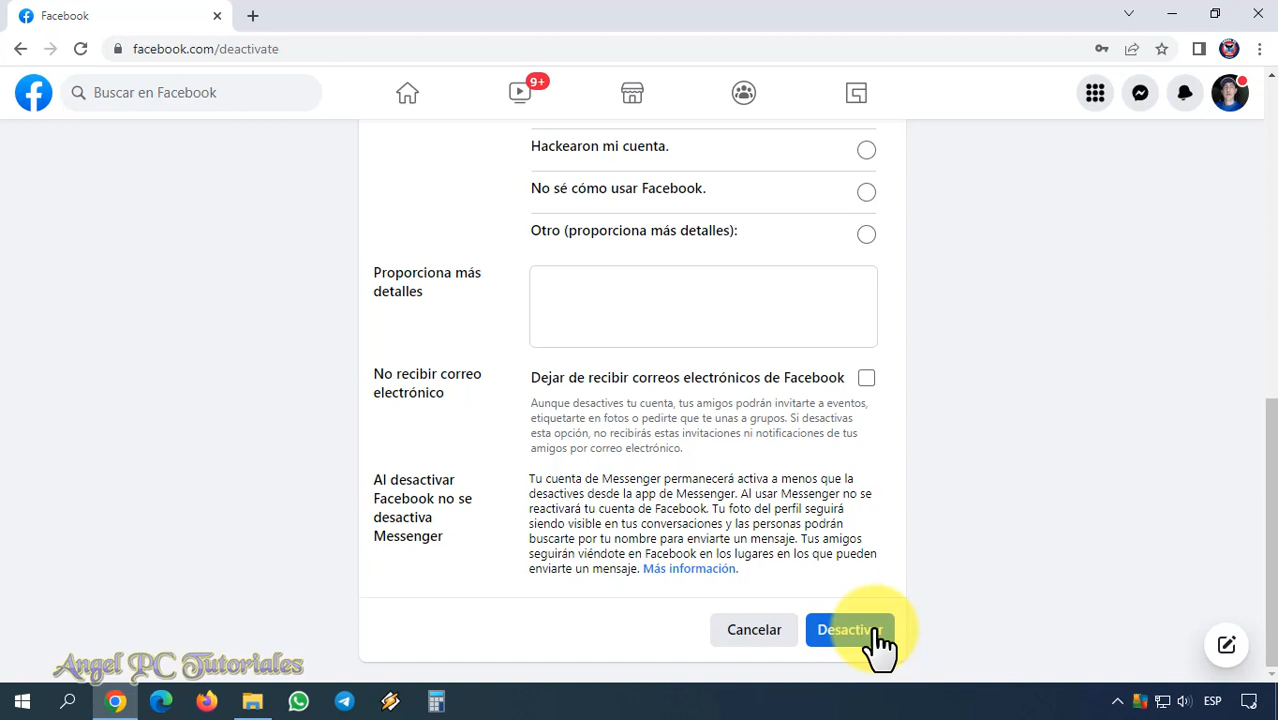 Facebook
facebook.com/deactivate
Buscar en Facebook
9+
Hackearon mi cuenta.
No sé cómo usar Facebook.
Otro (proporciona más detalles):
Proporciona más
detalles
No recibir correo
electrónico
Dejar de recibir correos electrónicos de Facebook
Aunque desactives tu cuenta, tus amigos podrán invitarte a eventos,
etiquetarte en fotos o pedirte que te unas a grupos. Si desactivas
esta opción, no recibirás estas invitaciones ni notificaciones de tus
amigos por correo electrónico.
Al desactivar
Facebook no se
desactiva
Messenger
Tu cuenta de Messenger permanecerá activa a menos que la
desactives desde la app de Messenger. Al usar Messenger no se
reactivará tu cuenta de Facebook. Tu foto del perfil seguirá
siendo visible en tus conversaciones y las personas podrán
buscarte por tu nombre para enviarte un mensaje. Tus amigos
seguirán viéndote en Facebook en los lugares en los que pueden
enviarte un mensaje. Más información.
Cancelar
Desactivar
Angel PC Tutoriales
ESP